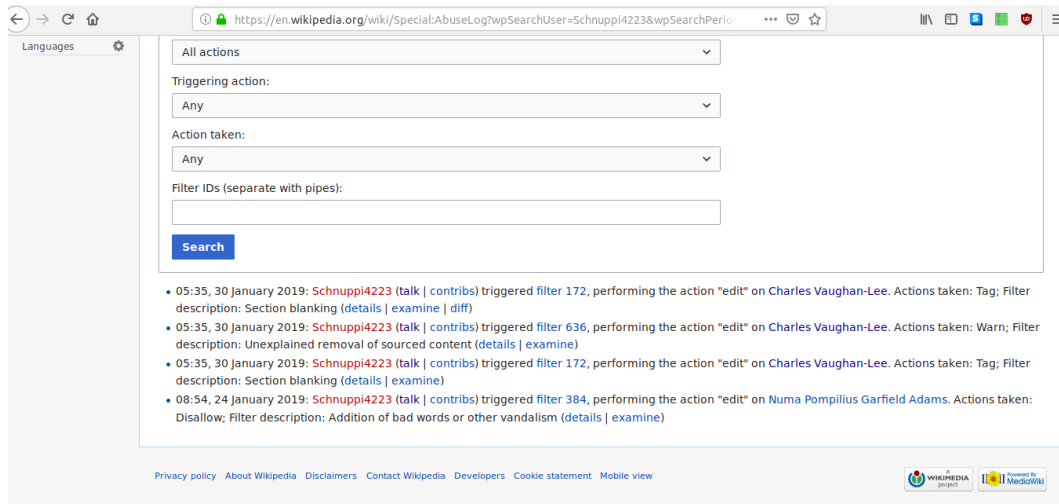 https://en.wikipedia.org/wiki/Special:AbuseLog?wpSearchUser=Schnuppi4223&wpSearchPerio
Languages
All actions
Triggering action:
Any
Action taken:
Any
Filter IDs (separate with pipes):
Search
05:35, 30 January 2019: Schnuppi4223 (talk | contribs) triggered filter 172, performing the action "edit" on Charles Vaughan-Lee. Actions taken: Tag; Filter
description: Section blanking (details | examine | diff)
05:35, 30 January 2019: Schnuppi4223 (talk | contribs) triggered filter 636, performing the action "edit" on Charles Vaughan-Lee. Actions taken: Warn; Filter
description: Unexplained removal of sourced content (details | examine)
05:35, 30 January 2019: Schnuppi4223 (talk | contribs) triggered filter 172, performing the action "edit" on Charles Vaughan-Lee. Actions taken: Tag; Filter
description: Section blanking (details | examine)
08:54, 24 January 2019: Schnuppi4223 (talk | contribs) triggered filter 384, performing the action "edit" on Numa Pompilius Garfield Adams. Actions taken:
Disallow; Filter description: Addition of bad words or other vandalism (details | examine)
Privacy policy About Wikipedia Disclaimers Contact Wikipedia Developers Cookie statement Mobile view
A
WIKIMEDIA
project
Powered By
MediaWiki